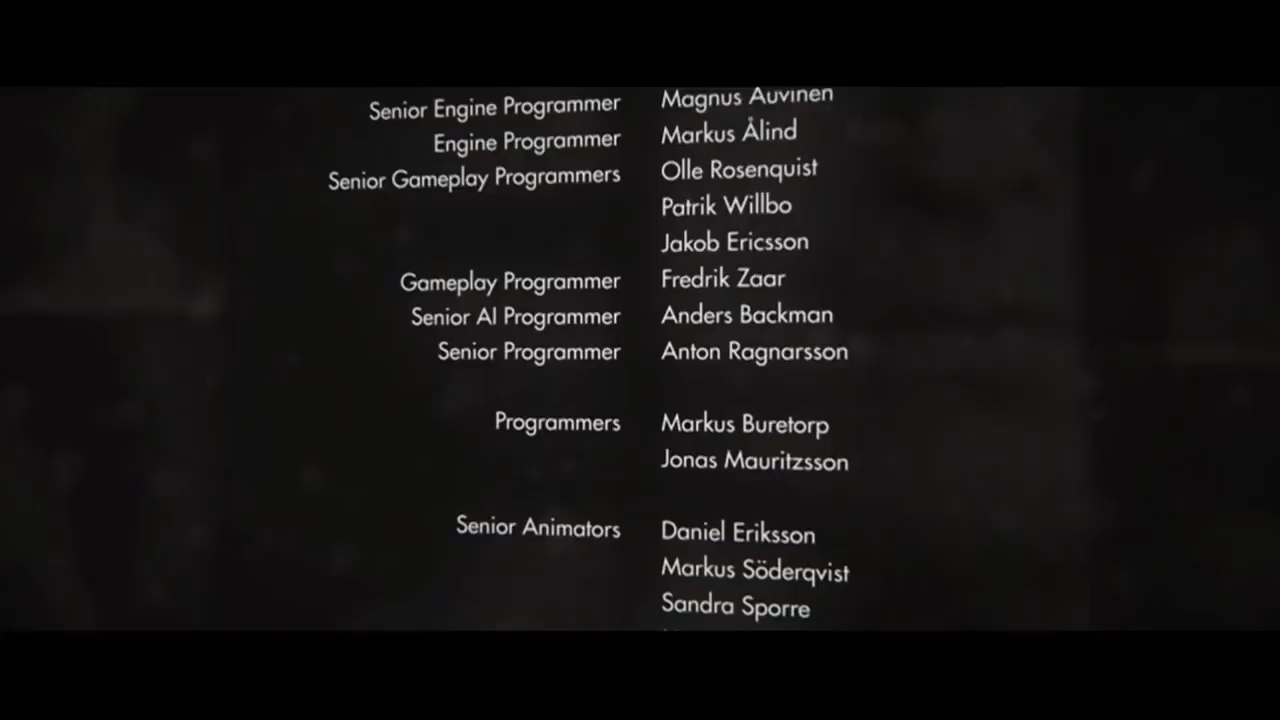 Senior Engine Programmer Magnus Auvinen
Engine Programmer Markus Ålind
Senior Gameplay Programmers Olle Rosenquist
Patrik Willbo
Jakob Ericsson
Gameplay Programmer Fredrik Zaar
Senior AI Programmer Anders Backman
Senior Programmer Anton Ragnarsson
Programmers Markus Buretorp
Jonas Mauritzsson
Senior Animators Daniel Eriksson
Markus Söderqvist
Sandra Sporre